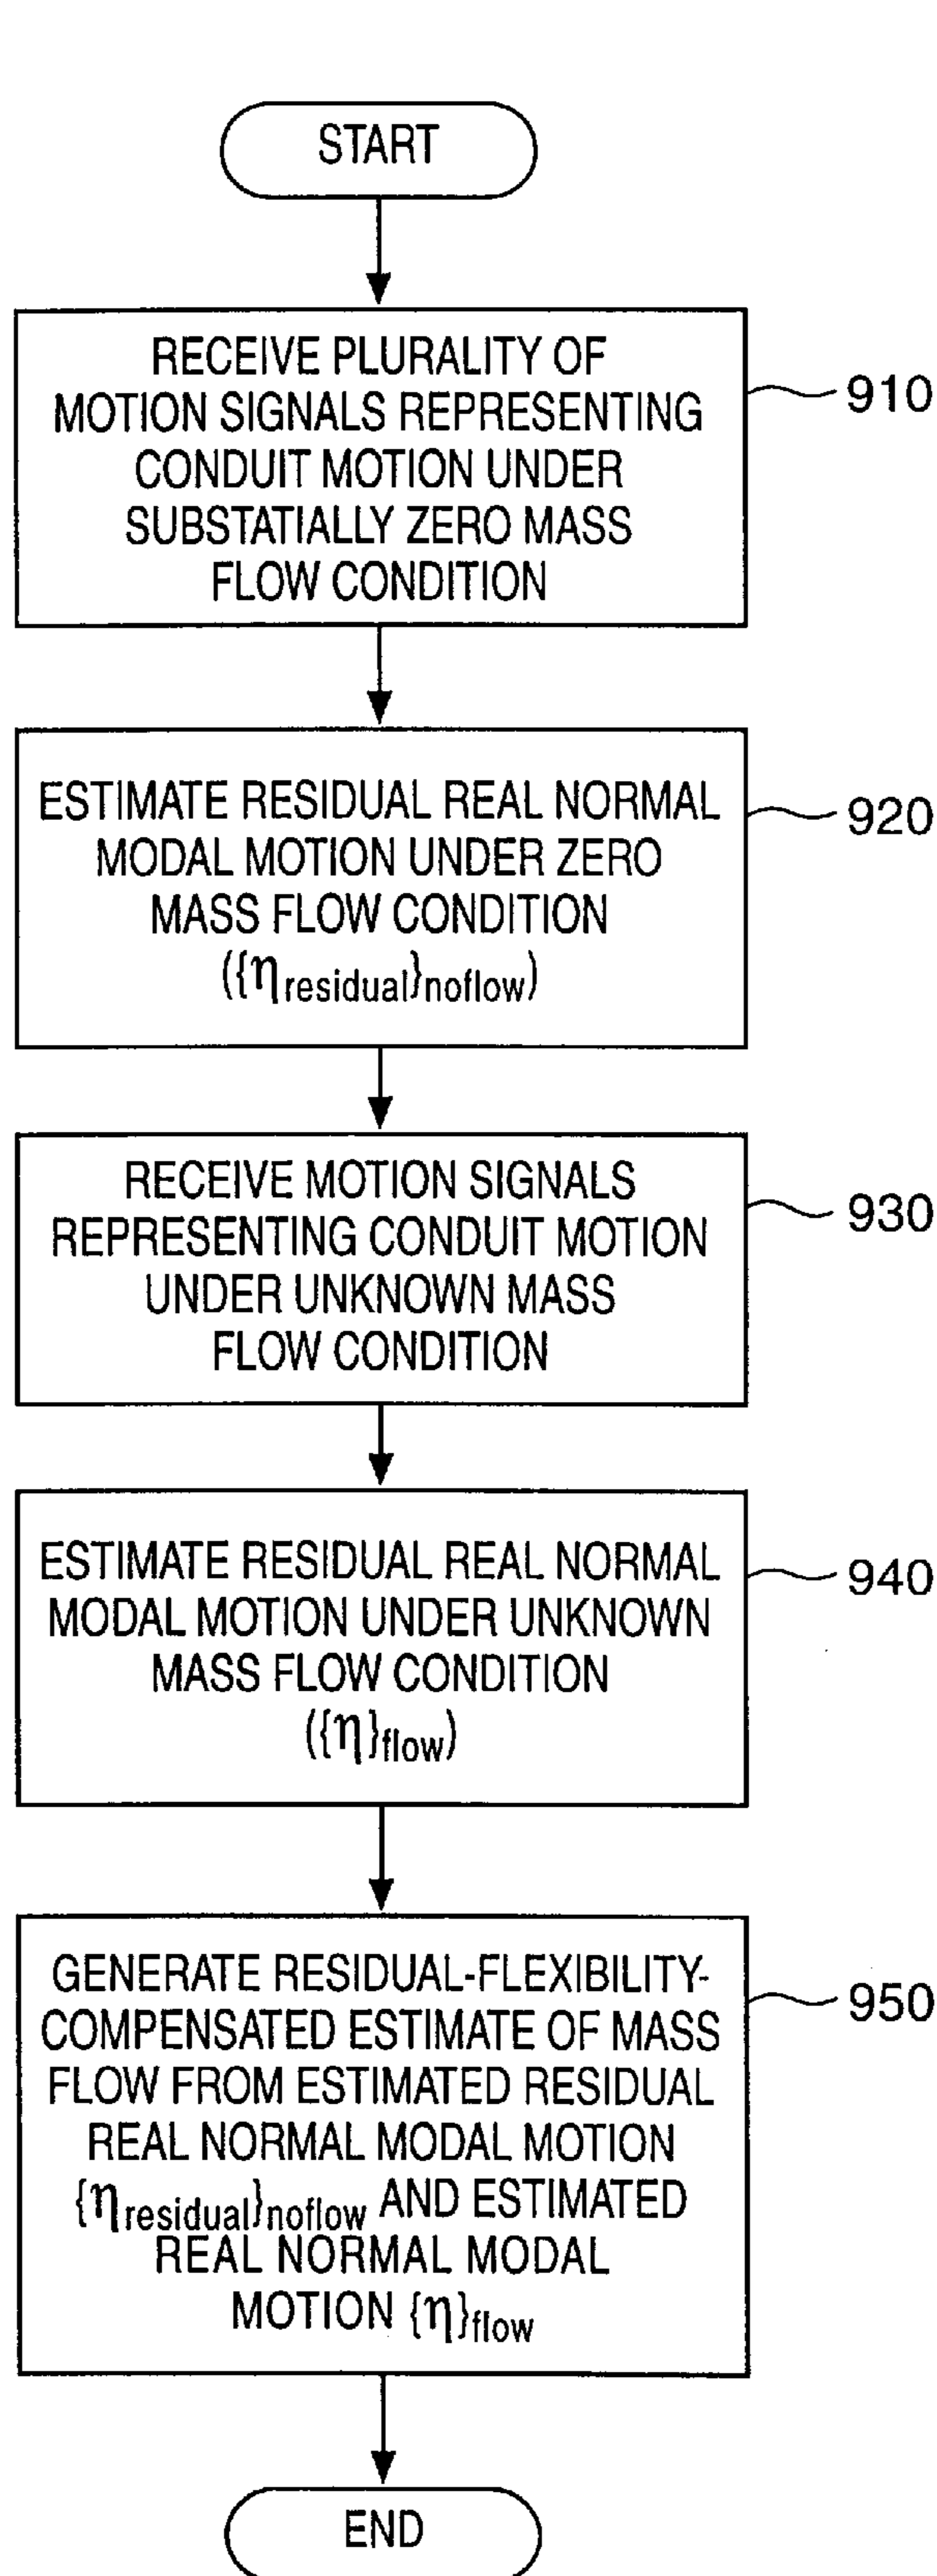 START
RECEIVE PLURALITY OF
MOTION SIGNALS REPRESENTING
CONDUIT MOTION UNDER
SUBSTATIALLY ZERO MASS
FLOW CONDITION
910
ESTIMATE RESIDUAL REAL NORMAL
MODAL MOTION UNDER ZERO
MASS FLOW CONDITION
({η residual}noflow)
920
RECEIVE MOTION SIGNALS
REPRESENTING CONDUIT MOTION
UNDER UNKNOWN MASS
FLOW CONDITION
930
ESTIMATE RESIDUAL REAL NORMAL
MODAL MOTION UNDER UNKNOWN
MASS FLOW CONDITION
({η}flow)
940
GENERATE RESIDUAL-FLEXIBILITY-
COMPENSATED ESTIMATE OF MASS
FLOW FROM ESTIMATED RESIDUAL
REAL NORMAL MODAL MOTION
{η residual}noflow AND ESTIMATED
REAL NORMAL MODAL
MOTION {η}flow
950
END